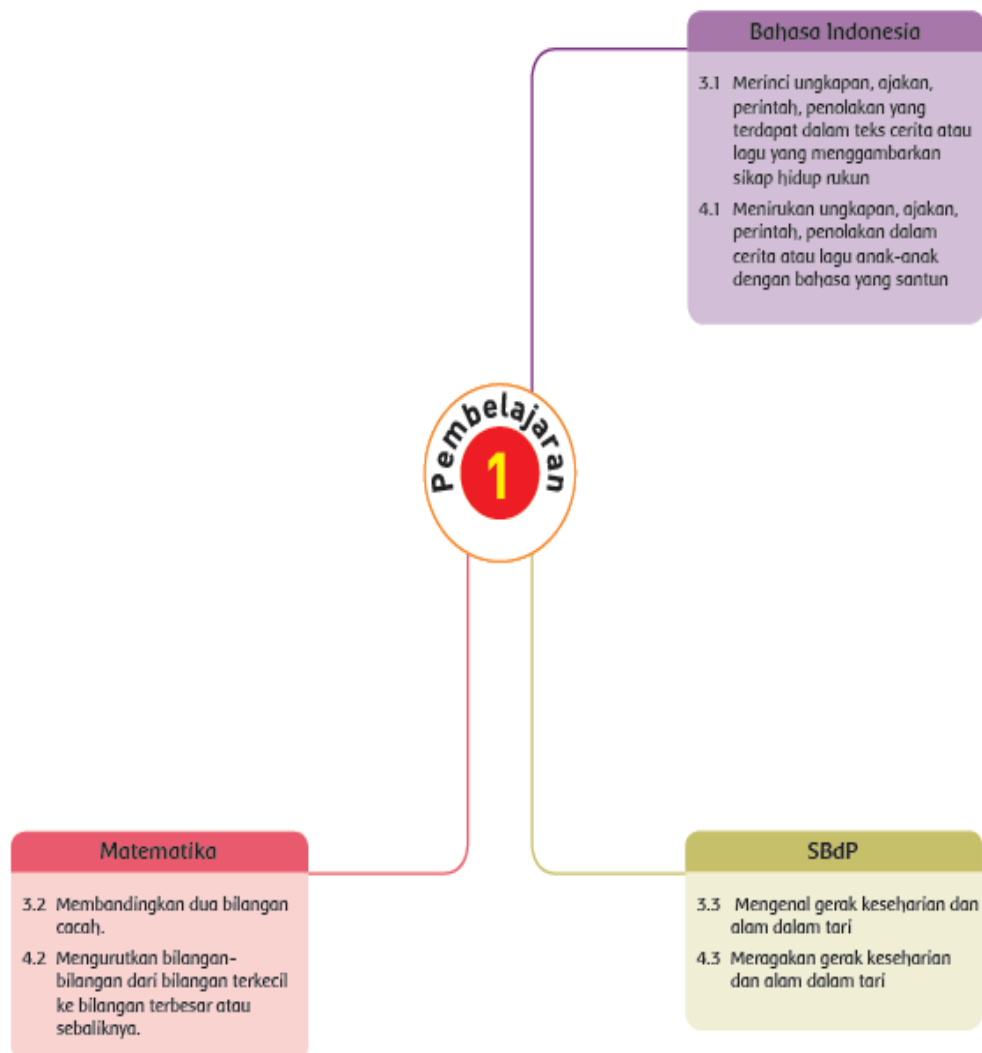 Bahasa Indonesia
3.1 Merinci ungkapan, ajakan,
perintah, penolakan yang
terdapat dalam teks cerita atau
lagu yang menggambarkan
sikap hidup rukun
4.1 Menirukan ungkapan, ajakan,
perintah, penolakan dalam
cerita atau lagu anak-anak
dengan bahasa yang santun
Pembelajaran
1
Matematika
3.2 Membandingkan dua bilangan
cacah.
4.2 Mengurutkan bilangan-
bilangan dari bilangan terkecil
ke bilangan terbesar atau
sebaliknya.
SBdP
3.3 Mengenal gerak keseharian dan
alam dalam tari
4.3 Meragakan gerak keseharian
dan alam dalam tari